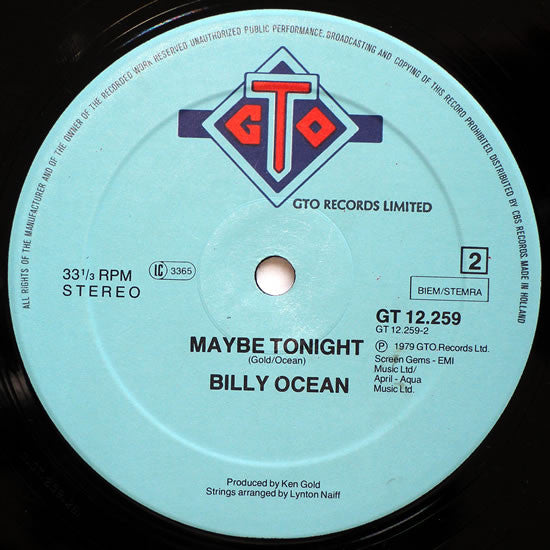 ALL RIGHTS OF THE MANUFACTURER AND OF THE OWNER OF THE RECORDED WORK RESERVED UNAUTHORIZED PUBLIC PERFORMANCE, BROADCASTING AND COPYING OF THIS RECORD PROHIBITED, DISTRIBUTED BY CBS RECORDS. MADE IN HOLLAND
GTO
GTO RECORDS LIMITED
33 1/3 RPM
STEREO
LC 3365
2
BIEM/STEMRA
GT 12.259
GT 12.259-2
℗ 1979 GTO.Records Ltd.
Screen Gems - EMI
Music Ltd/
April - Aqua
Music Ltd.
MAYBE TONIGHT
(Gold/Ocean)
BILLY OCEAN
Produced by Ken Gold
Strings arranged by Lynton Naiff